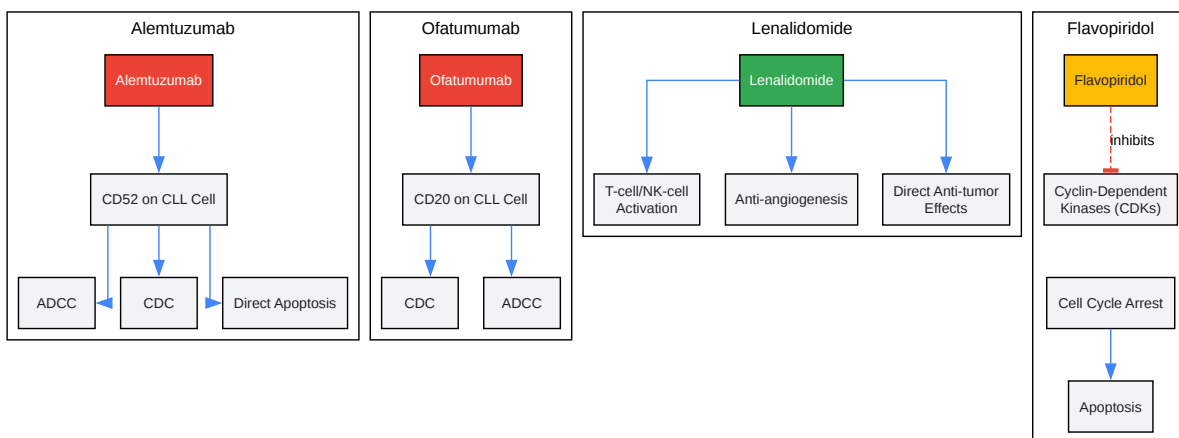 Alemtuzumab
Alemtuzumab
CD52 on CLL Cell
ADCC
CDC
Direct Apoptosis
Ofatumumab
Ofatumumab
CD20 on CLL Cell
CDC
ADCC
Lenalidomide
Lenalidomide
T-cell/NK-cell
Activation
Anti-angiogenesis
Direct Anti-tumor
Effects
Flavopiridol
Flavopiridol
inhibits
Cyclin-Dependent
Kinases (CDKs)
Cell Cycle Arrest
Apoptosis